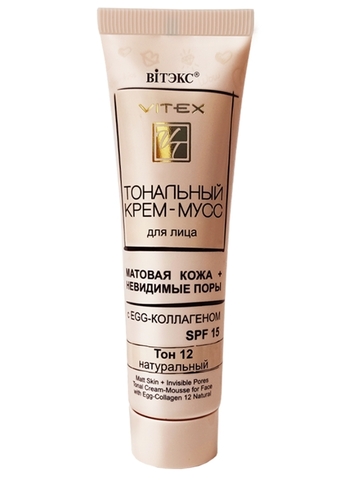 ВIТЭКС®
VITEX
ТОНАЛЬНЫЙ
КРЕМ-МУСС
для лица
МАТОВАЯ КОЖА +
НЕВИДИМЫЕ ПОРЫ
с EGG-КОЛЛАГЕНОМ
SPF 15
Тон 12
натуральный
Matt Skin + Invisible Pores
Tonal Cream-Mousse for Face
with Egg-Collagen 12 Natural